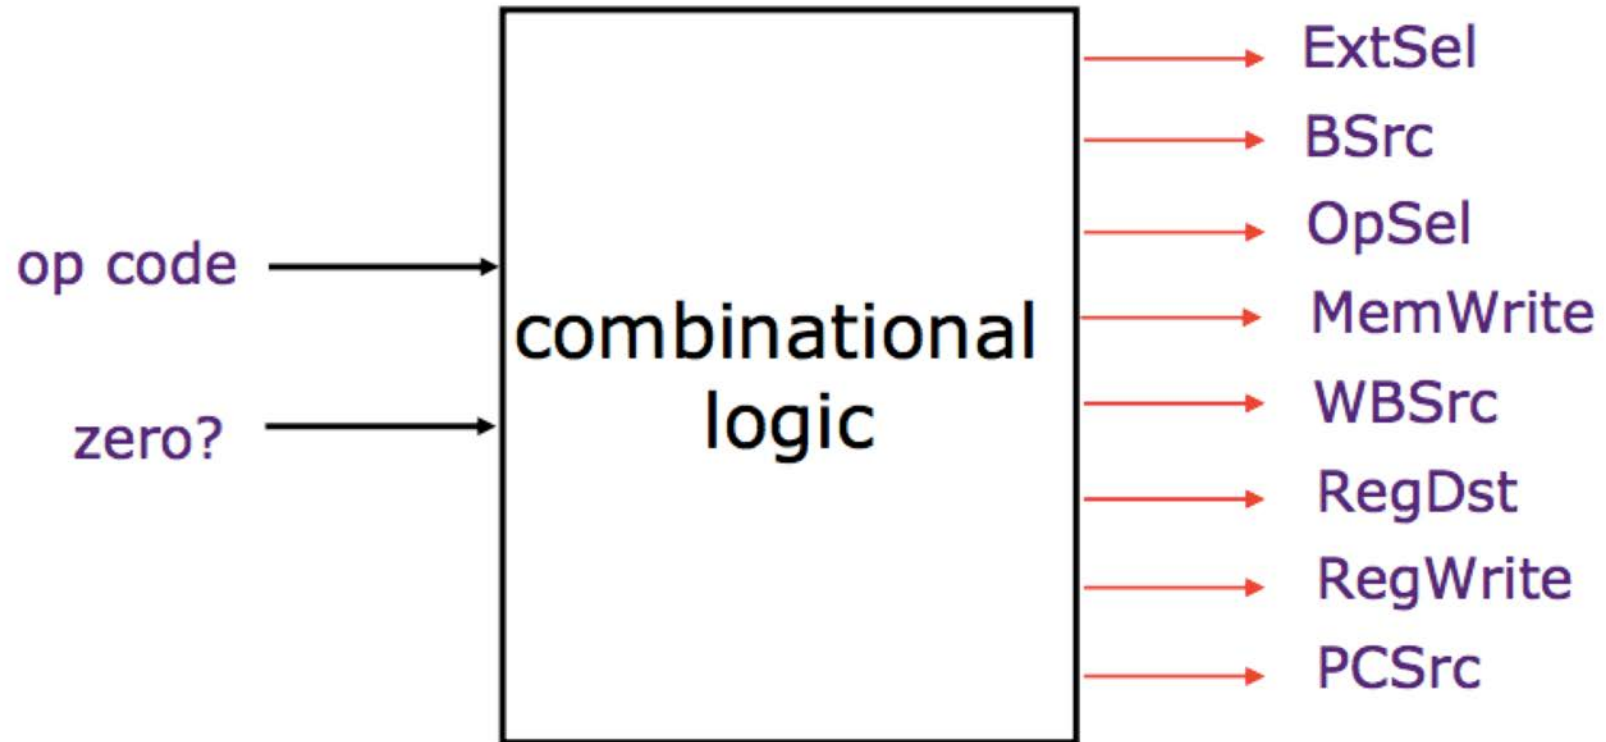 op code
zero?
combinational
logic
ExtSel
BSrc
OpSel
MemWrite
WBSrc
RegDst
RegWrite
PCSrc